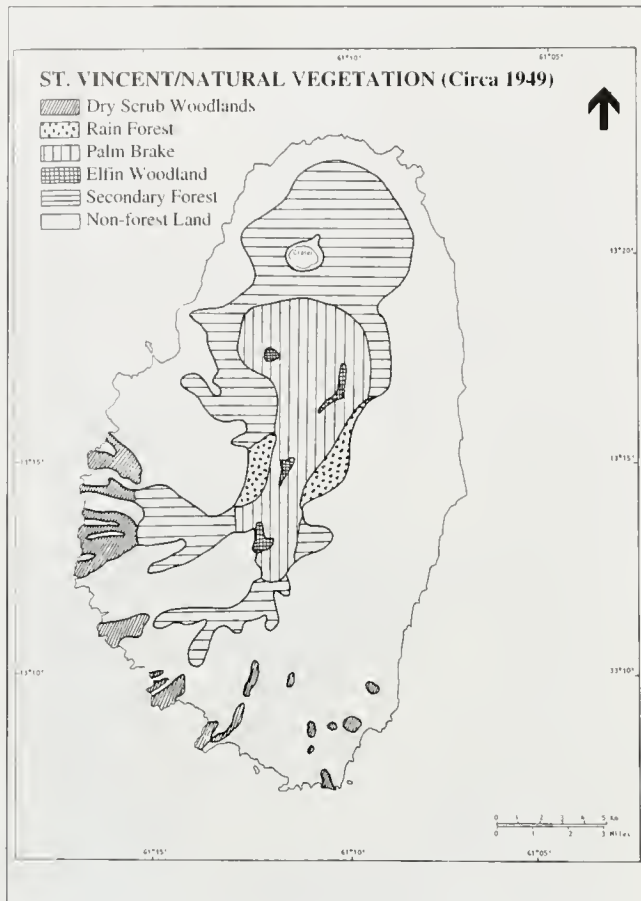 61°10'
61°05'
ST. VINCENT/NATURAL VEGETATION (Circa 1949)
Dry Scrub Woodlands
Rain Forest
Palm Brake
Elfin Woodland
Secondary Forest
Non-forest Land
Crater
13°20'
13°15'
13°15'
13°10'
13°10'
0 1 2 3 4 5 Km
0 1 2 3 Miles
61°15'
61°10'
61°05'